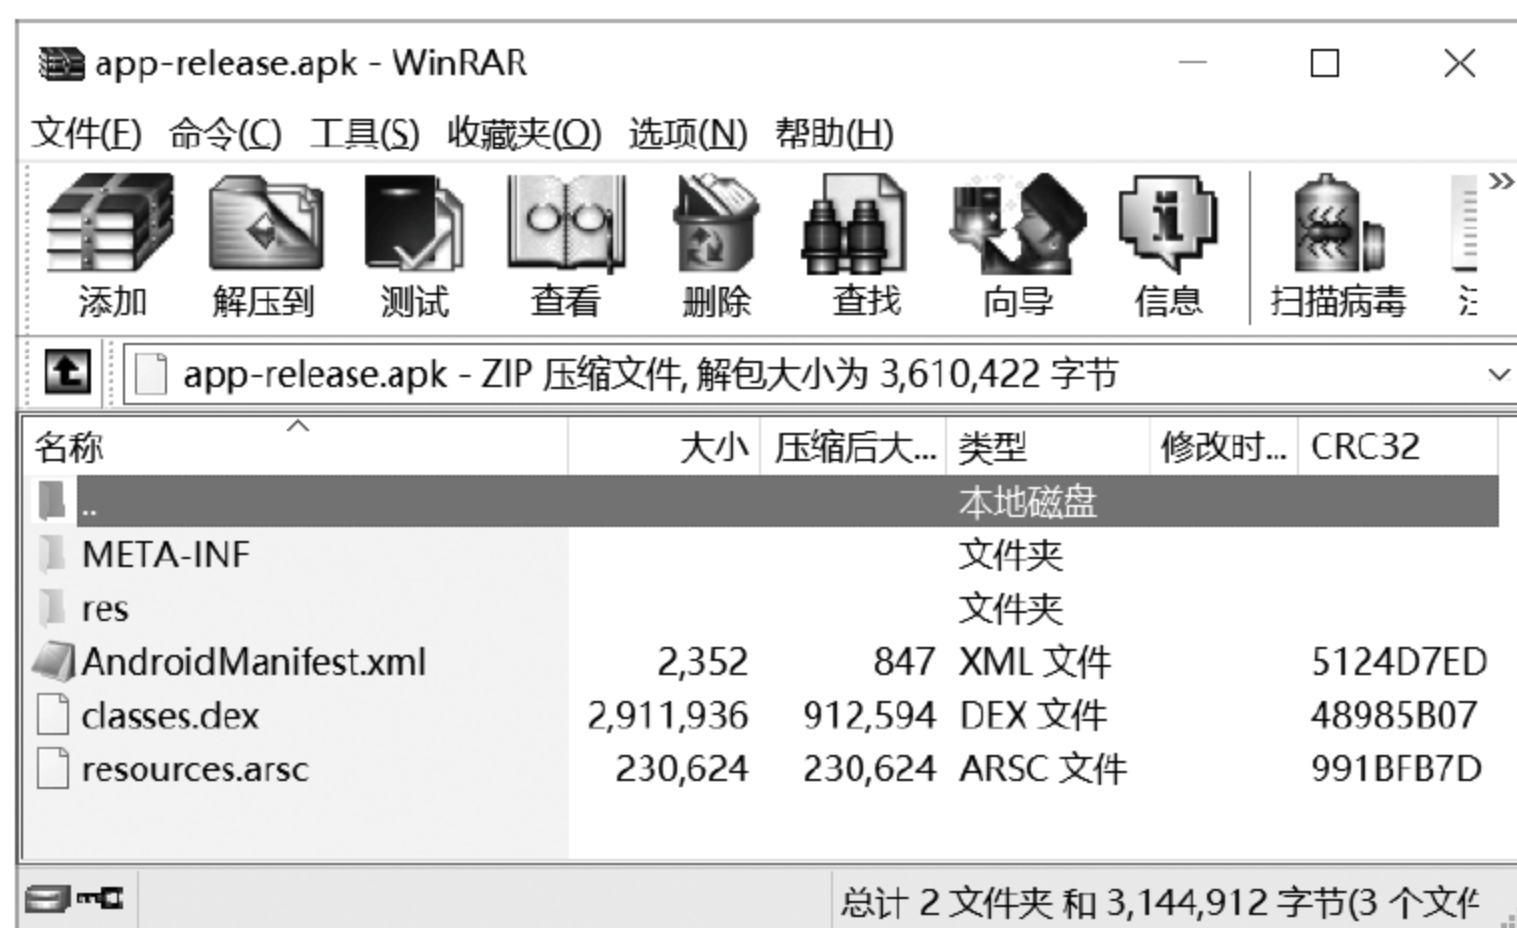 app-release.apk - WinRAR
文件(F) 命令(C) 工具(S) 收藏夹(O) 选项(N) 帮助(H)
添加 解压到 测试 查看 删除 查找 向导 信息 扫描病毒
app-release.apk - ZIP 压缩文件, 解包大小为 3,610,422 字节
名称 大小 压缩后大... 类型 修改时... CRC32
.. 本地磁盘
META-INF 文件夹
res 文件夹
AndroidManifest.xml 2,352 847 XML 文件 5124D7ED
classes.dex 2,911,936 912,594 DEX 文件 48985B07
resources.arsc 230,624 230,624 ARSC 文件 991BFB7D
总计 2 文件夹 和 3,144,912 字节(3 个文件